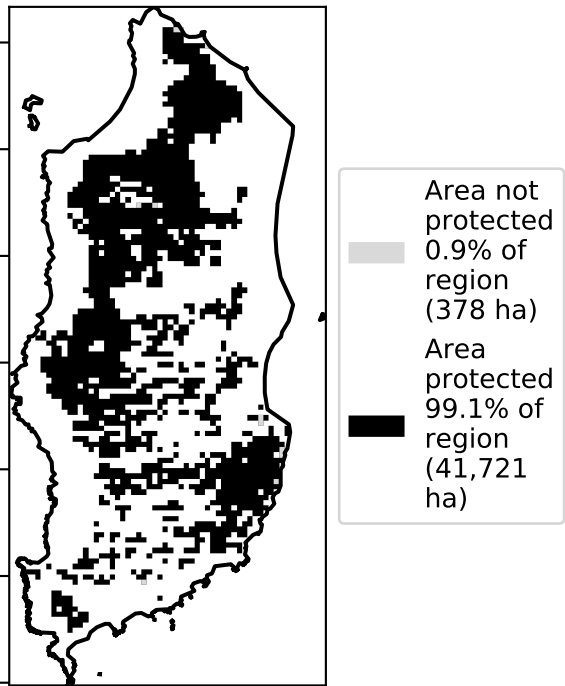 Area not
protected
0.9% of
region
(378 ha)
Area
protected
99.1% of
region
(41,721
ha)